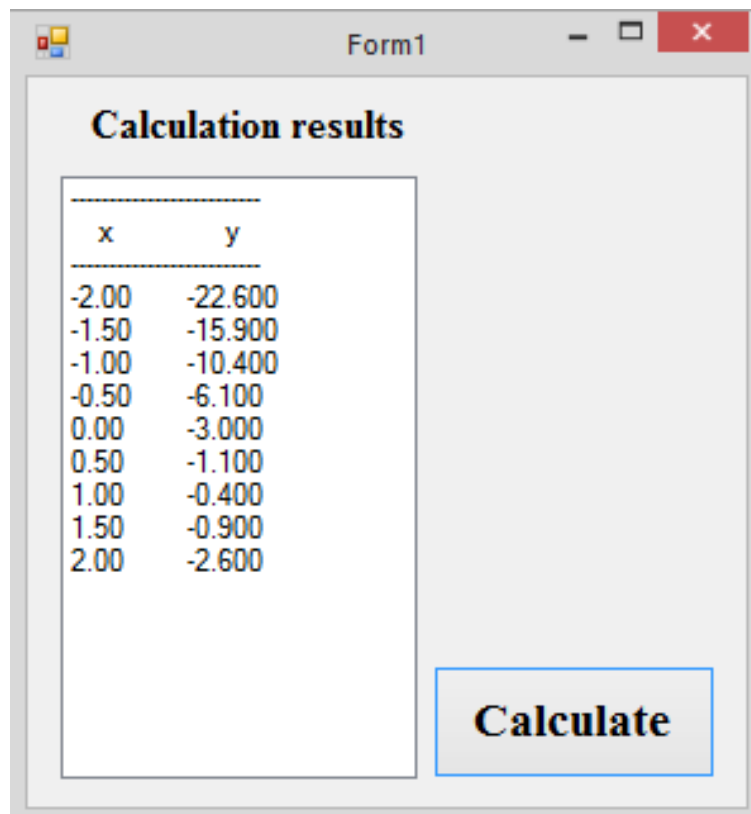 Form1
Calculation results
--------------------------
x y
--------------------------
-2.00 -22.600
-1.50 -15.900
-1.00 -10.400
-0.50 -6.100
0.00 -3.000
0.50 -1.100
1.00 -0.400
1.50 -0.900
2.00 -2.600
Calculate